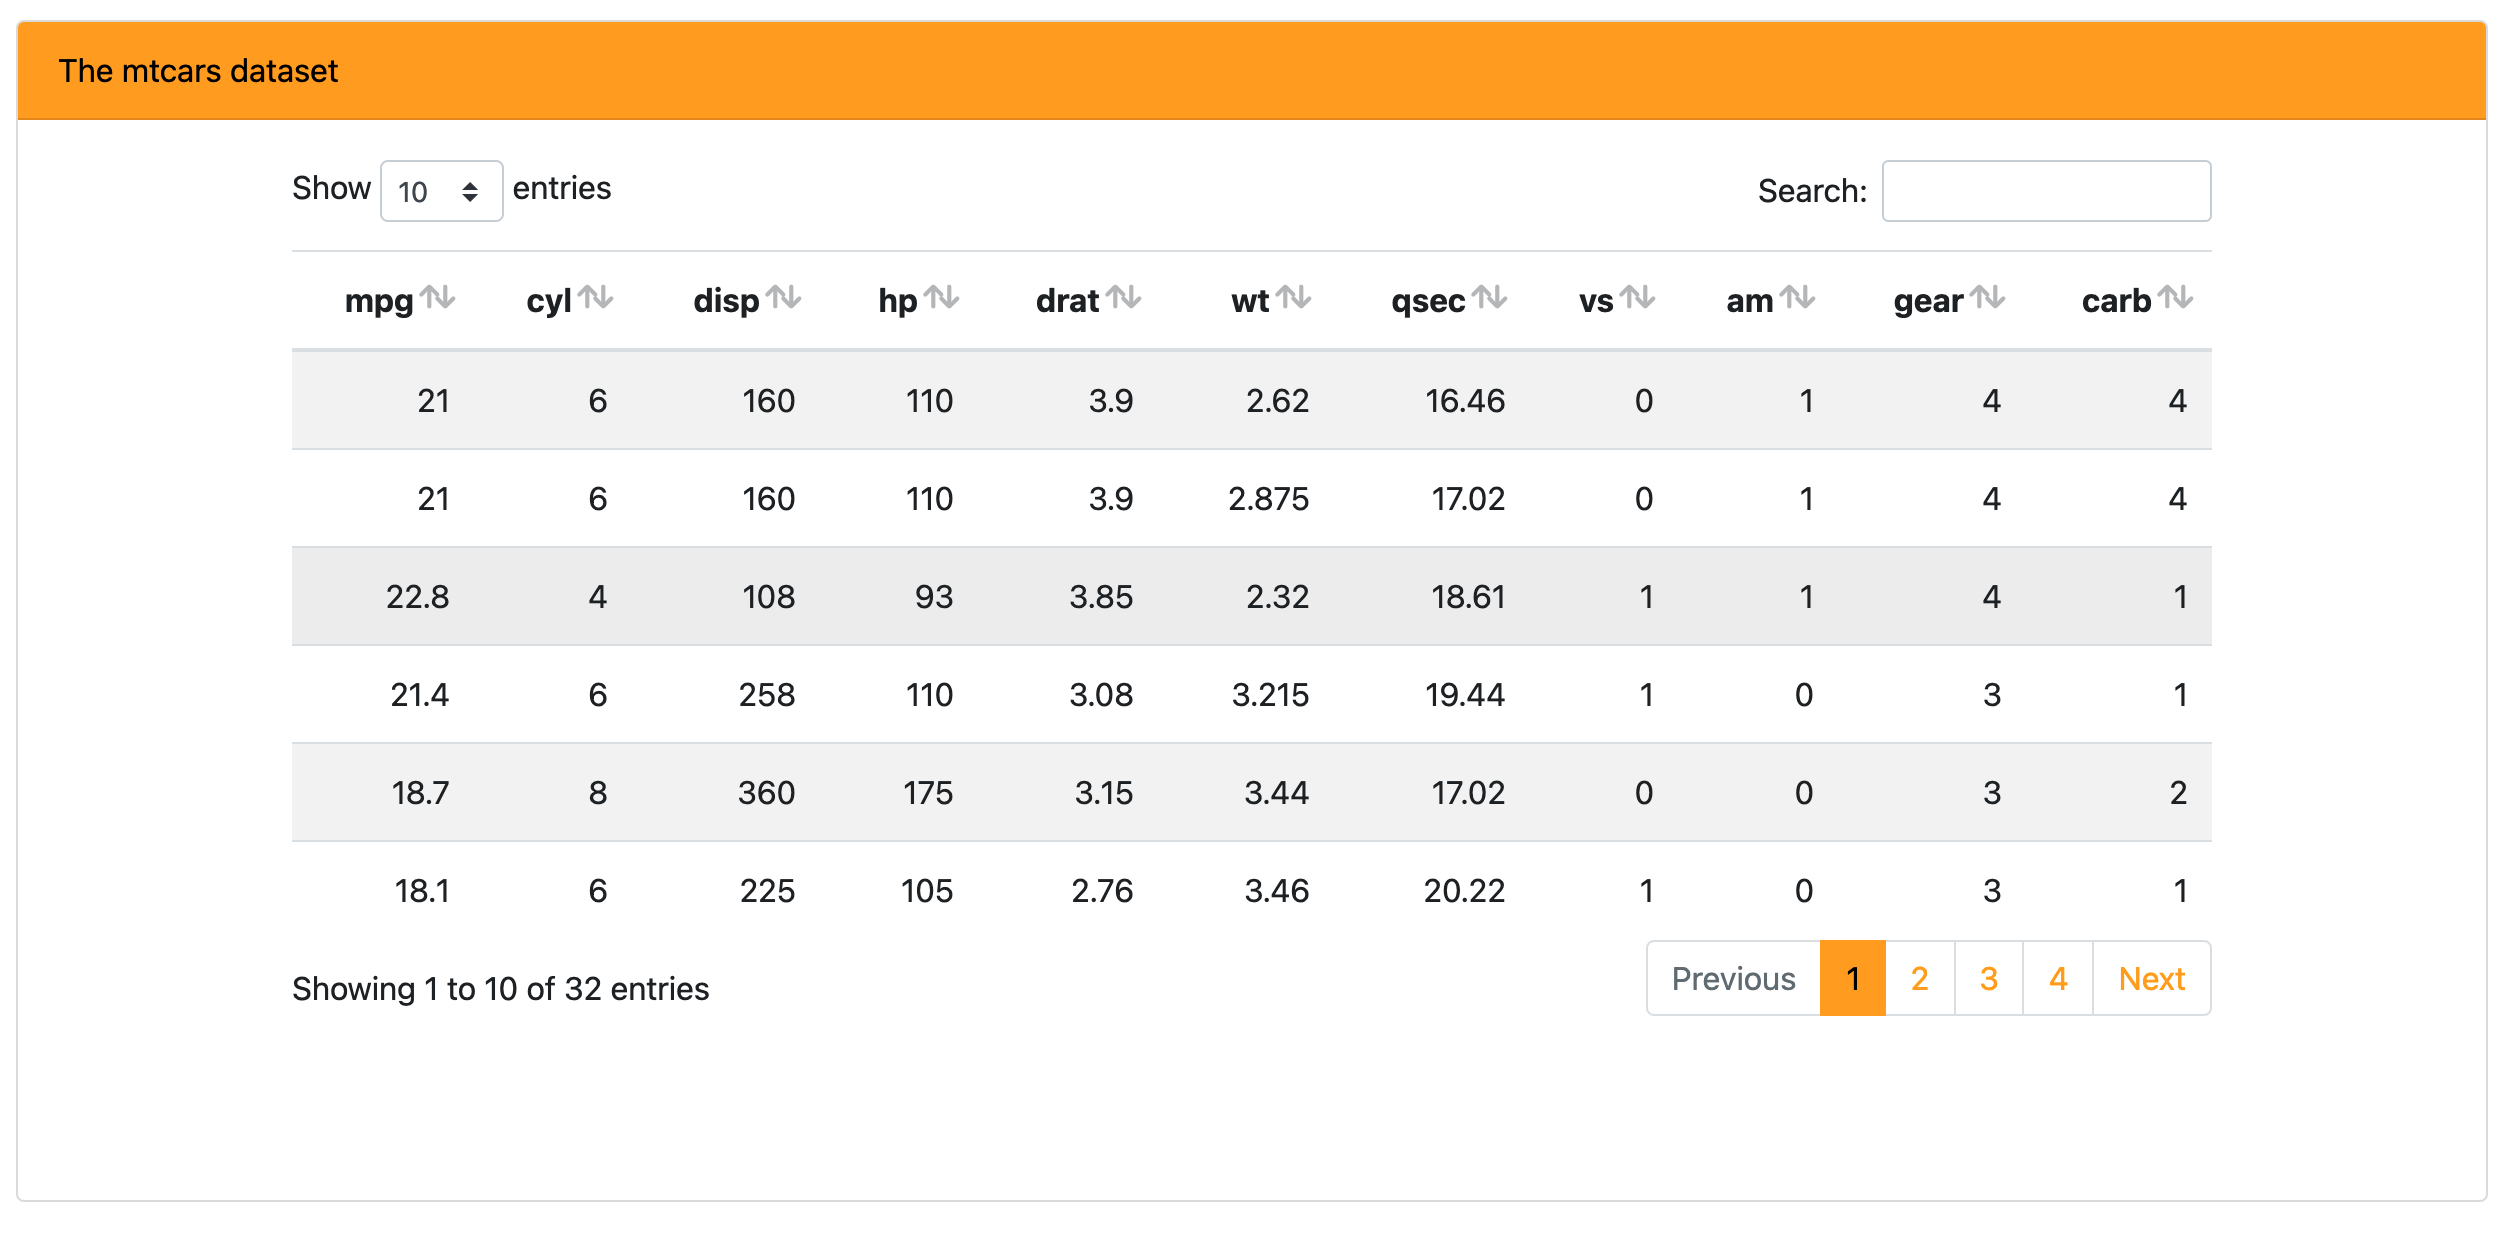 The mtcars dataset
Show 10 entries Search:
mpg cyl disp hp drat wt qsec vs am gear carb
21 6 160 110 3.9 2.62 16.46 0 1 4 4
21 6 160 110 3.9 2.875 17.02 0 1 4 4
22.8 4 108 93 3.85 2.32 18.61 1 1 4 1
21.4 6 258 110 3.08 3.215 19.44 1 0 3 1
18.7 8 360 175 3.15 3.44 17.02 0 0 3 2
18.1 6 225 105 2.76 3.46 20.22 1 0 3 1
Showing 1 to 10 of 32 entries Previous 1 2 3 4 Next